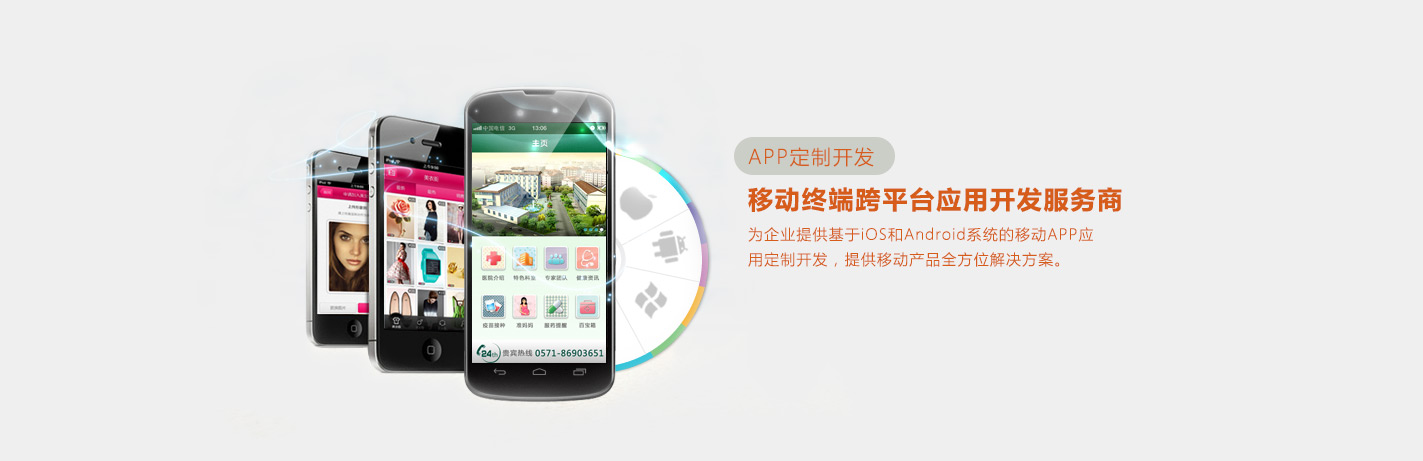 APP定制开发
移动终端跨平台应用开发服务商
为企业提供基于iOS和Android系统的移动APP应
用定制开发，提供移动产品全方位解决方案。
中国电信 3G 13:06
主页
医院介绍 特色科室 专家团队 健康资讯
疫苗接种 准妈妈 服药提醒 百宝箱
24th 贵宾热线 0571-86903651